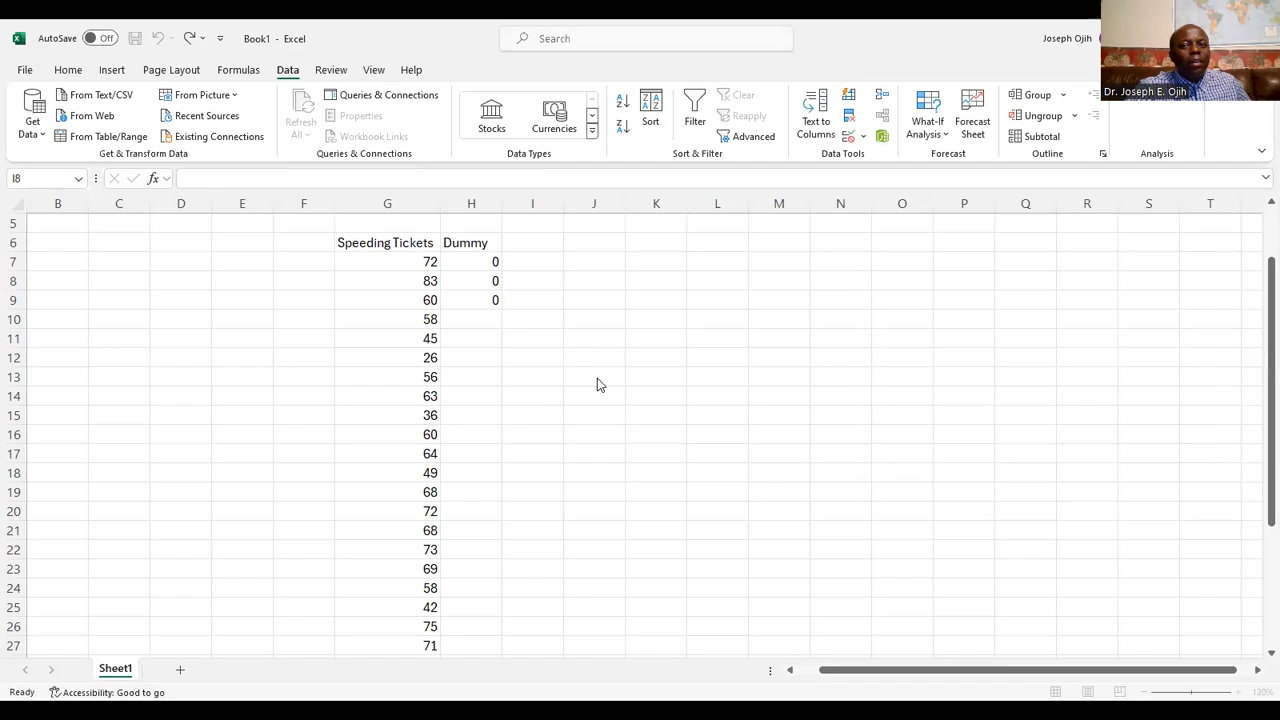 AutoSave Off Book1 - Excel Search Joseph Ojih
File Home Insert Page Layout Formulas Data Review View Help
Get Data From Text/CSV From Picture
From Web Recent Sources
From Table/Range Existing Connections
Get & Transform Data
Refresh All Queries & Connections
Properties
Workbook Links
Queries & Connections
Stocks Currencies
Data Types
Sort Filter Clear
Reapply
Advanced
Sort & Filter
Text to Columns
Data Tools
What-If Analysis Forecast Sheet
Forecast
Group
Ungroup
Subtotal
Outline
Analysis
Dr. Joseph E. Ojih
I8 fx
B C D E F G H I J K L M N O P Q R S T
5
6 Speeding Tickets Dummy
7 72 0
8 83 0
9 60 0
10 58
11 45
12 26
13 56
14 63
15 36
16 60
17 64
18 49
19 68
20 72
21 68
22 73
23 69
24 58
25 42
26 75
27 71
Sheet1
Ready Accessibility: Good to go 120%